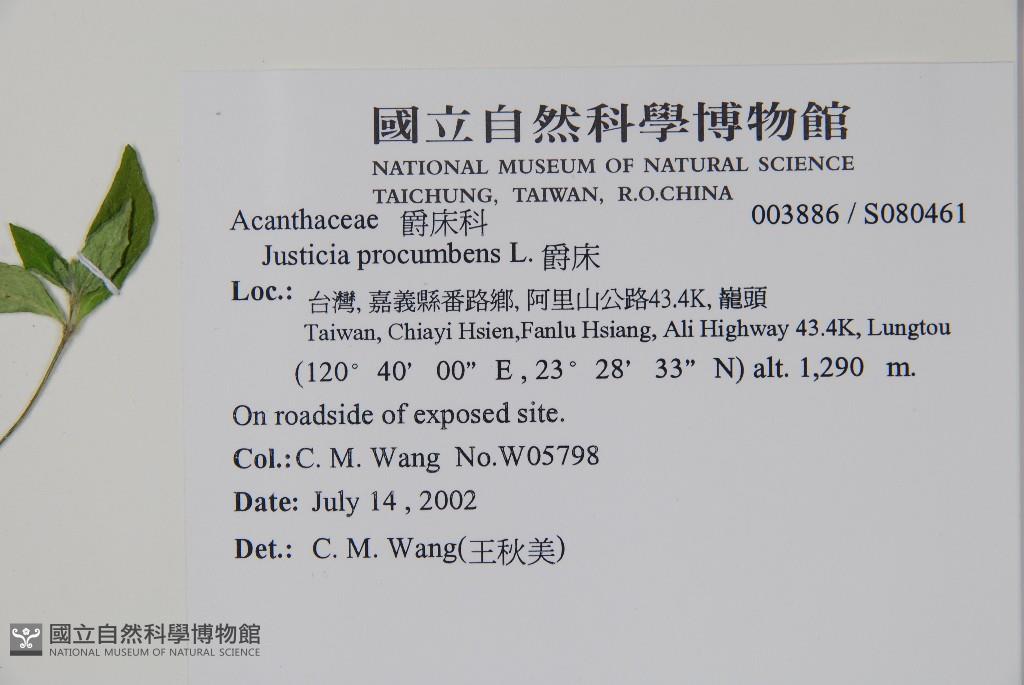 國立自然科學博物館
NATIONAL MUSEUM OF NATURAL SCIENCE
TAICHUNG, TAIWAN, R.O.CHINA
Acanthaceae 爵床科 003886 / S080461
Justicia procumbens L. 爵床
Loc.: 台灣, 嘉義縣番路鄉, 阿里山公路43.4K, 巃頭
Taiwan, Chiayi Hsien,Fanlu Hsiang, Ali Highway 43.4K, Lungtou
(120° 40’ 00” E , 23° 28’ 33” N) alt. 1,290 m.
On roadside of exposed site.
Col.: C. M. Wang No.W05798
Date: July 14 , 2002
Det.: C. M. Wang(王秋美)
國立自然科學博物館
NATIONAL MUSEUM OF NATURAL SCIENCE